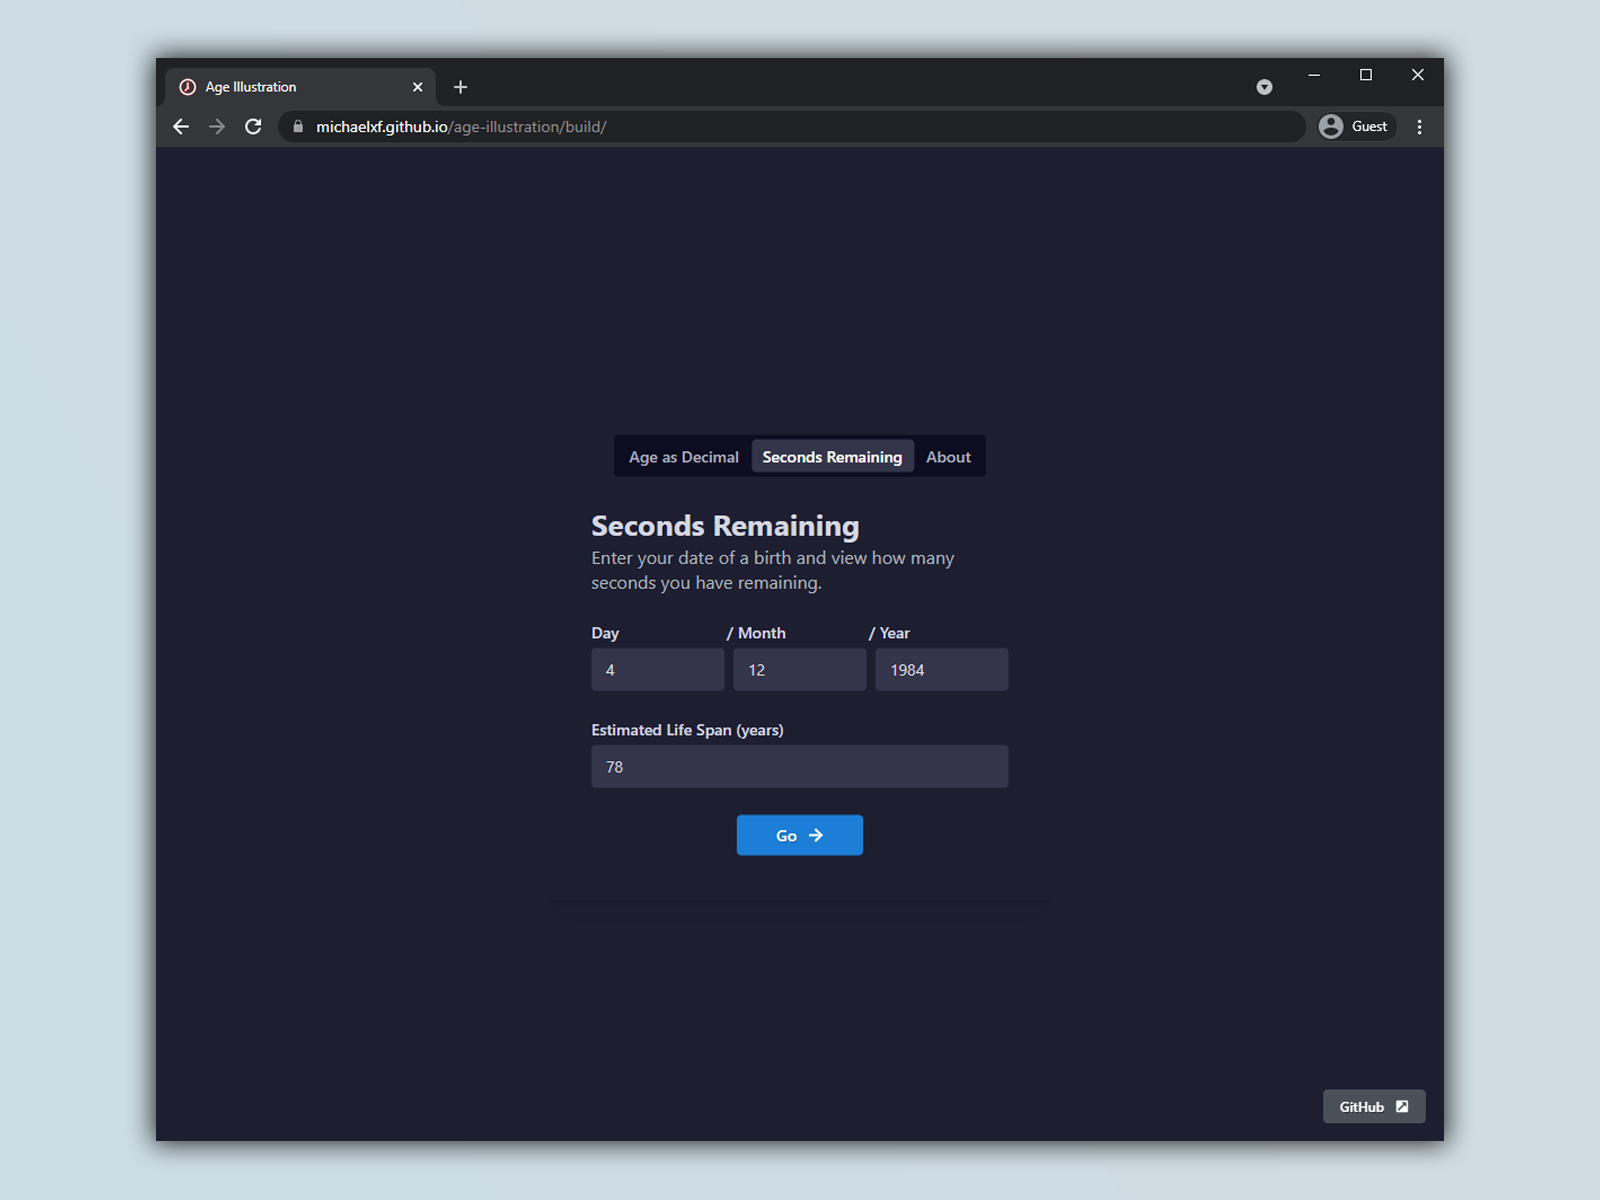 Age Illustration
michaelxf.github.io/age-illustration/build/
Guest
Age as Decimal Seconds Remaining About
Seconds Remaining
Enter your date of a birth and view how many
seconds you have remaining.
Day / Month / Year
4 12 1984
Estimated Life Span (years)
78
Go
GitHub